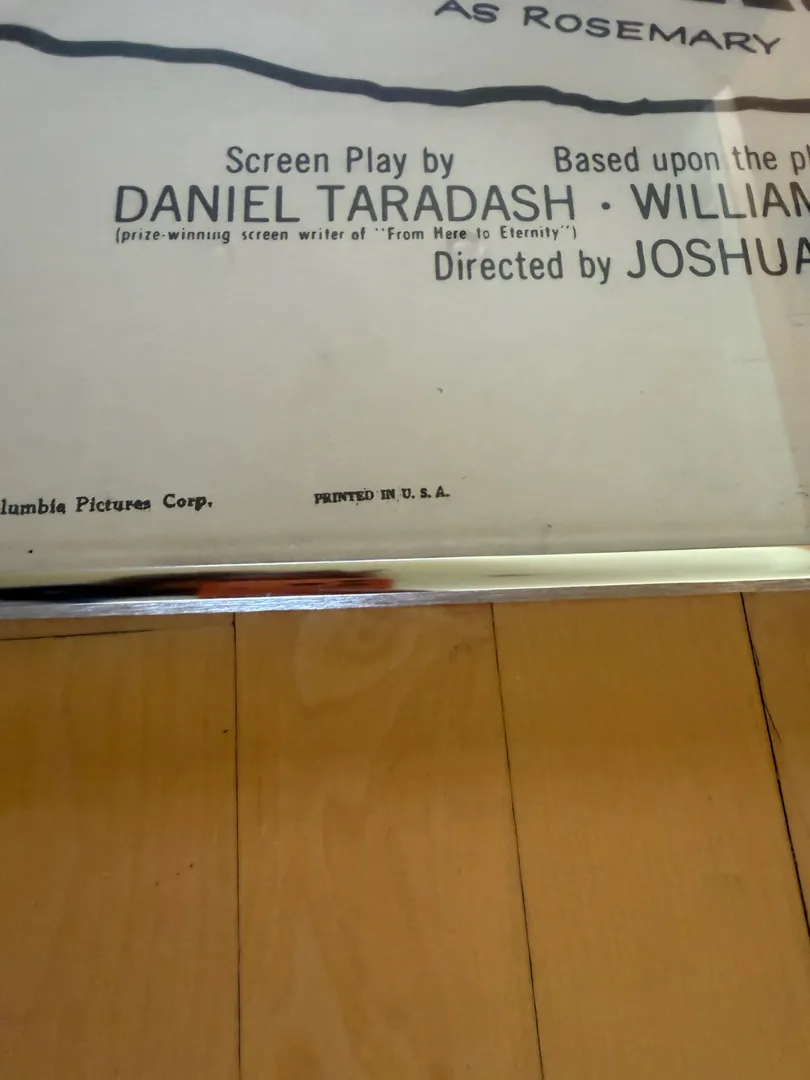 AS ROSEMARY
Screen Play by Based upon the pl
DANIEL TARADASH · WILLIAM
(prize-winning screen writer of "From Here to Eternity")
Directed by JOSHUA
lumbia Pictures Corp. PRINTED IN U. S. A.